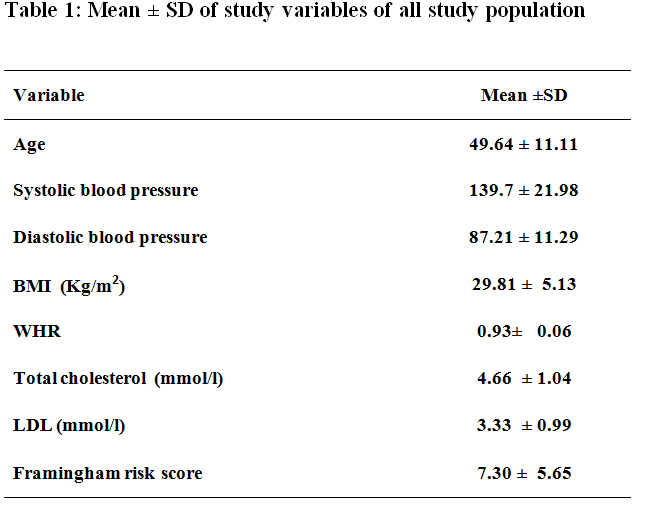 Table 1: Mean ± SD of study variables of all study population
Variable Mean ±SD
Age 49.64 ± 11.11
Systolic blood pressure 139.7 ± 21.98
Diastolic blood pressure 87.21 ± 11.29
BMI (Kg/m²) 29.81 ± 5.13
WHR 0.93± 0.06
Total cholesterol (mmol/l) 4.66 ± 1.04
LDL (mmol/l) 3.33 ± 0.99
Framingham risk score 7.30 ± 5.65